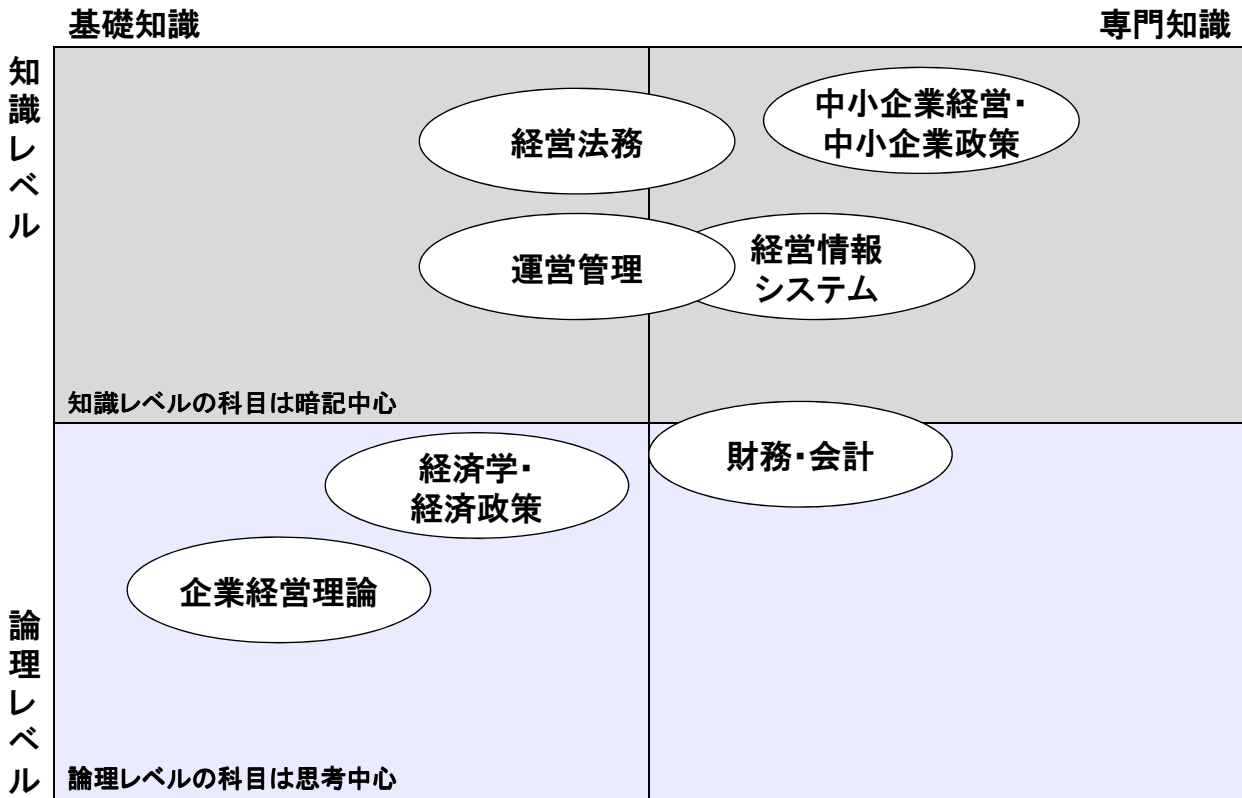 基礎知識
専門知識
知識レベル
経営法務
中小企業経営・
中小企業政策
運営管理
経営情報
システム
知識レベルの科目は暗記中心
財務・会計
経済学・
経済政策
企業経営理論
論理レベル
論理レベルの科目は思考中心